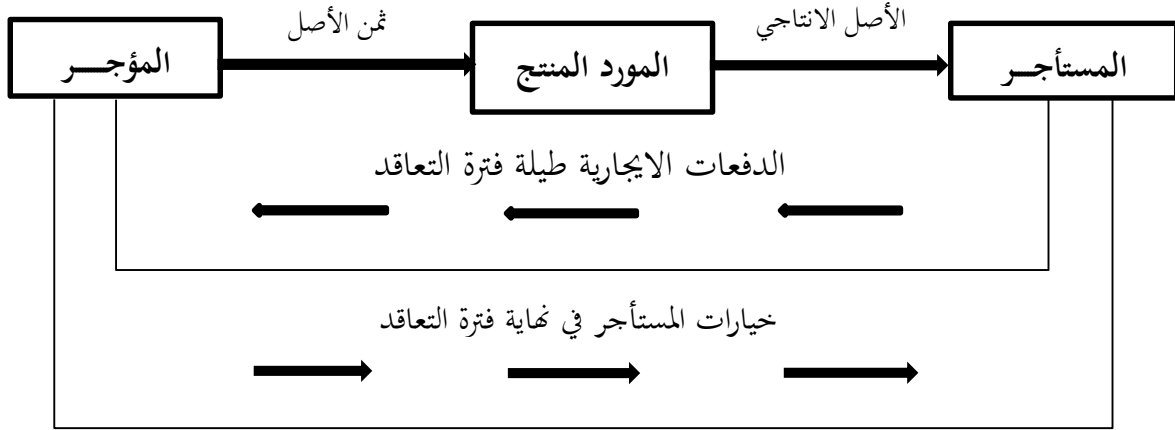 الأصل الانتاجي
ثمن الأصل
المستأجــر
المورد المنتج
المؤجــر
الدفعات الايجارية طيلة فترة التعاقد
خيارات المستأجر في نهاية فترة التعاقد